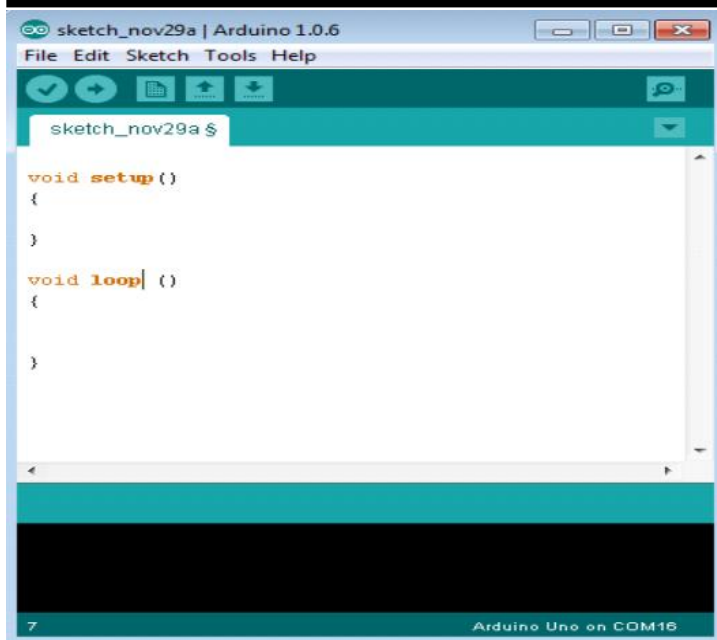 sketch_nov29a | Arduino 1.0.6
File Edit Sketch Tools Help
sketch_nov29a §
void setup()
{
}
void loop ()
{
}
7 Arduino Uno on COM16